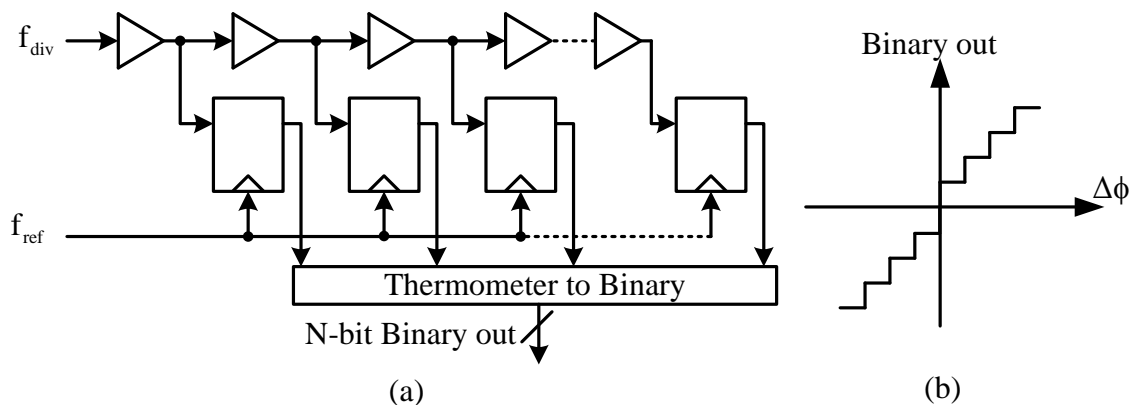 f_div
f_ref
Thermometer to Binary
N-bit Binary out
(a)
Binary out
Δϕ
(b)